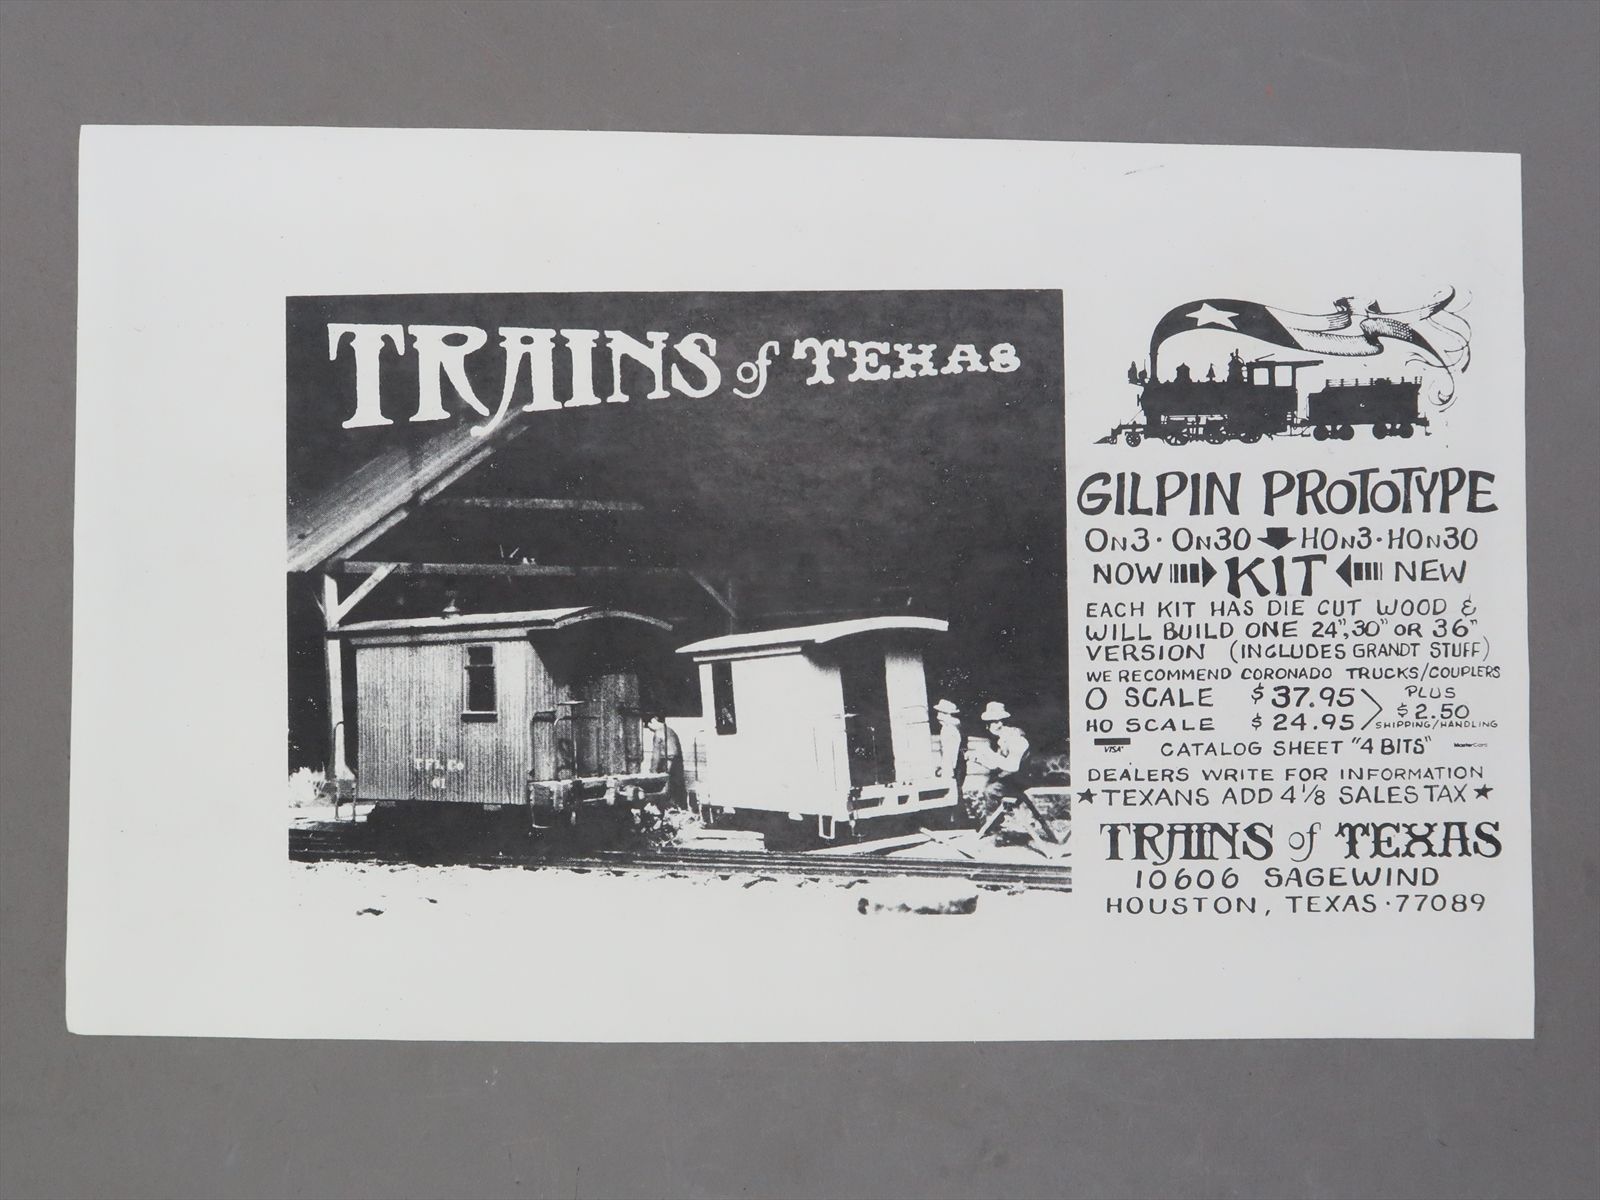 TRAINS of TEXAS
T.F.L. Co
61
GILPIN PROTOTYPE
ON3 · ON30 HON3 · HON30
NOW KIT NEW
EACH KIT HAS DIE CUT WOOD &
WILL BUILD ONE 24", 30" OR 36"
VERSION (INCLUDES GRANDT STUFF)
WE RECOMMEND CORONADO TRUCKS/COUPLERS
O SCALE $37.95 > PLUS
HO SCALE $24.95 $2.50
SHIPPING/HANDLING
VISA CATALOG SHEET "4 BITS" MasterCard
DEALERS WRITE FOR INFORMATION
★ TEXANS ADD 4 1/8 SALES TAX ★
TRAINS of TEXAS
10606 SAGEWIND
HOUSTON, TEXAS · 77089